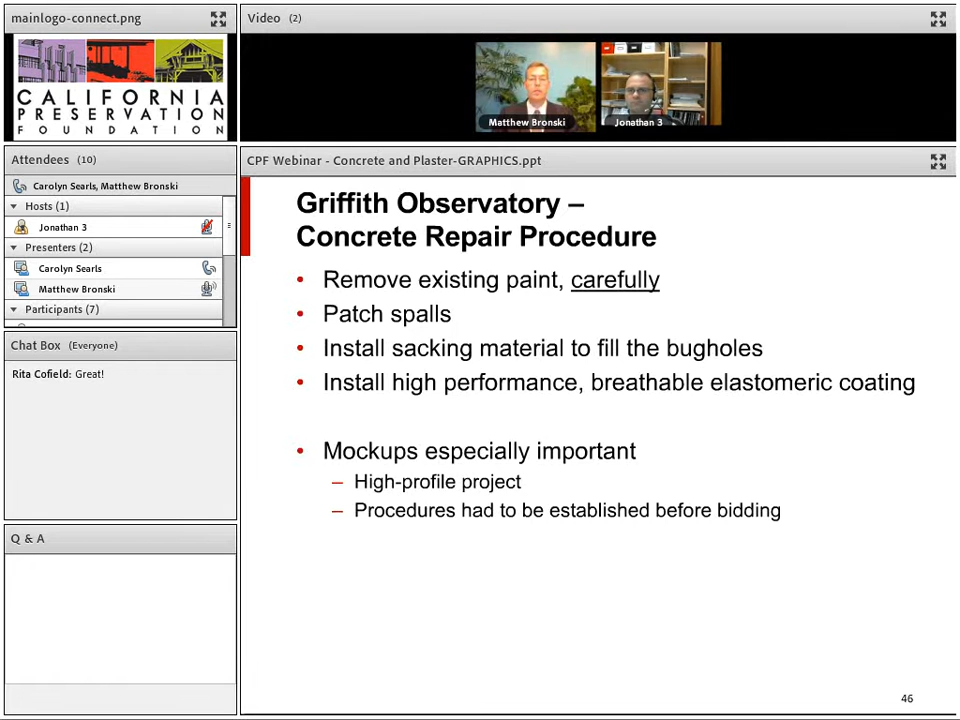 mainlogo-connect.png
CALIFORNIA
PRESERVATION
FOUNDATION
Video (2)
Matthew Bronski
Jonathan 3
Attendees (10)
Carolyn Searls, Matthew Bronski
Hosts (1)
Jonathan 3
Presenters (2)
Carolyn Searls
Matthew Bronski
Participants (7)
Chat Box (Everyone)
Rita Cofield: Great!
Q & A
CPF Webinar - Concrete and Plaster-GRAPHICS.ppt
Griffith Observatory –
Concrete Repair Procedure
• Remove existing paint, carefully
• Patch spalls
• Install sacking material to fill the bugholes
• Install high performance, breathable elastomeric coating
• Mockups especially important
– High-profile project
– Procedures had to be established before bidding
46